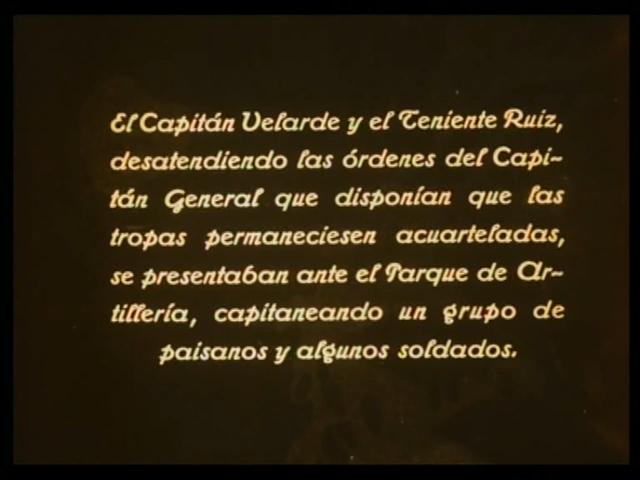 El Capitán Velarde y el Teniente Ruiz,
desatendiendo las órdenes del Capi-
tán General que disponían que las
tropas permaneciesen acuarteladas,
se presentaban ante el Parque de Ar-
tillería, capitaneando un grupo de
paisanos y algunos soldados.